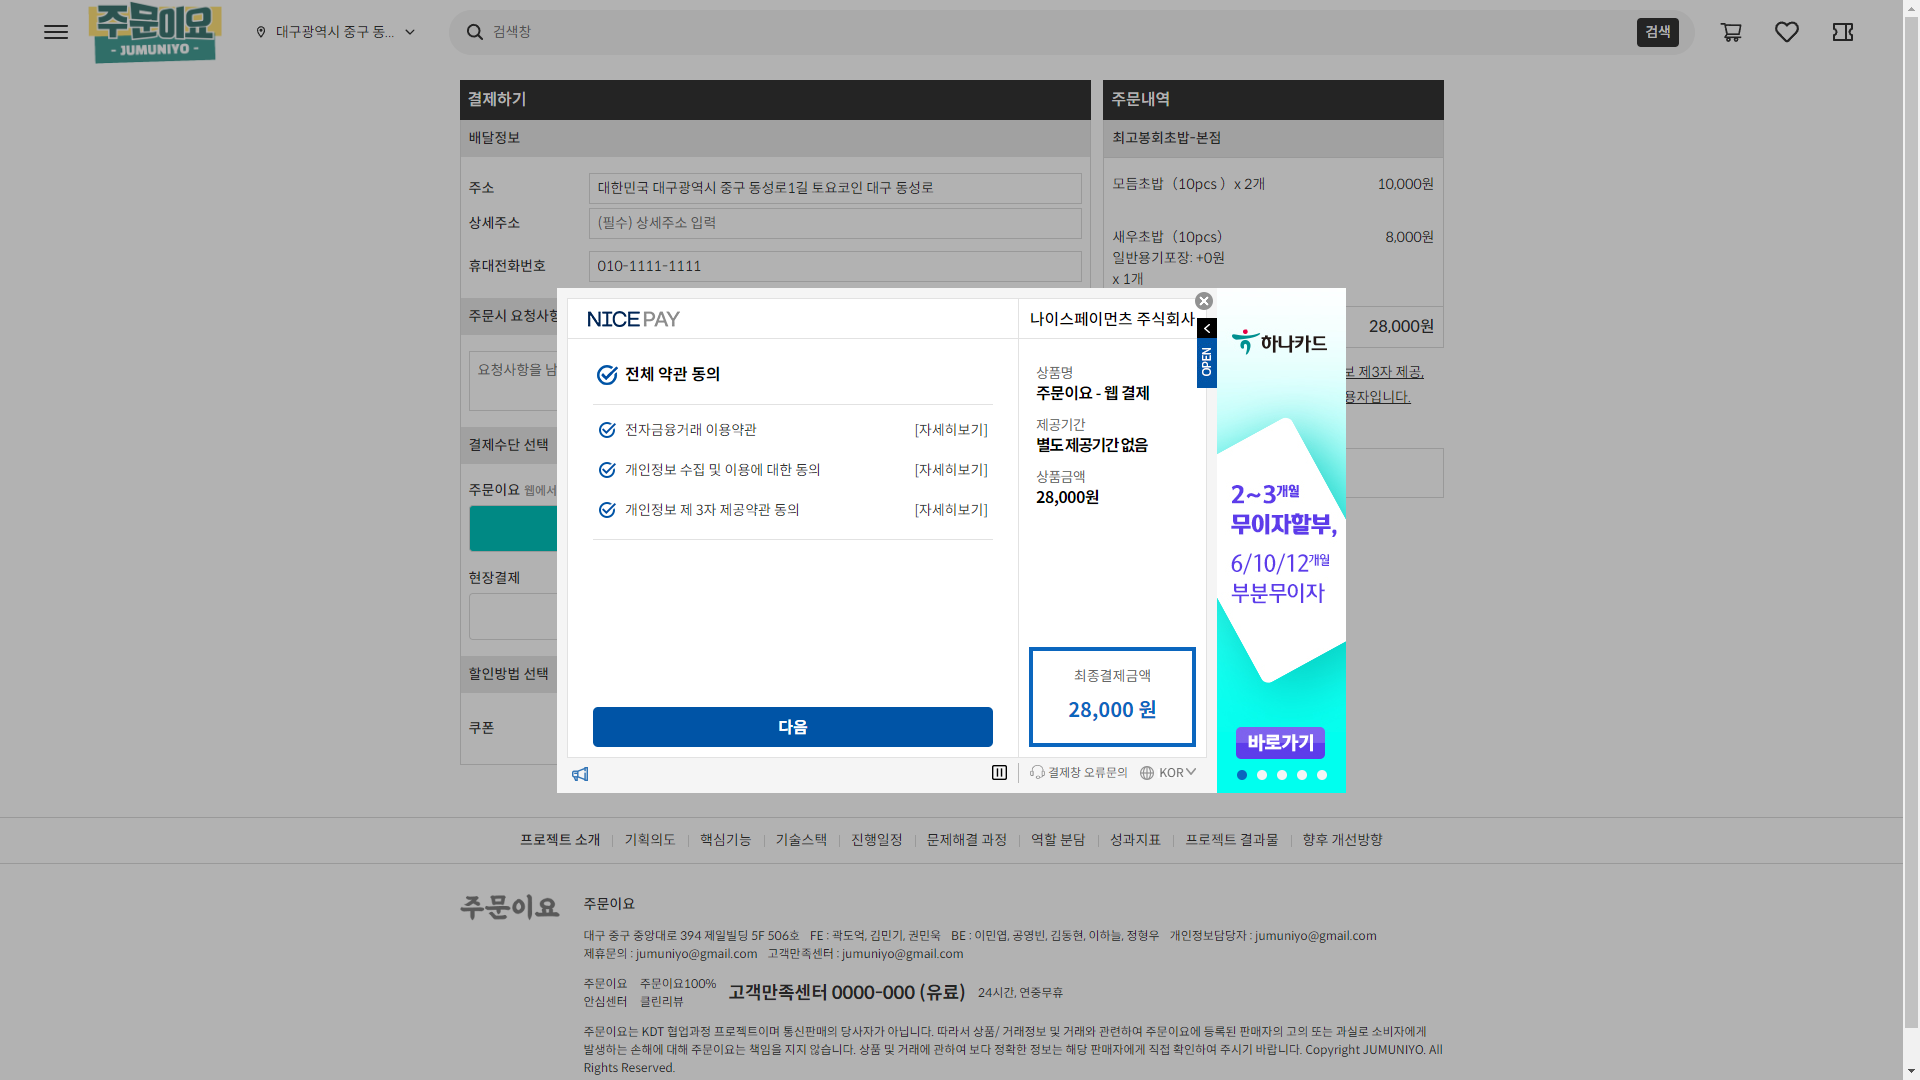 주문이요
- JUMUNIYO -
대구광역시 중구 동...
검색창
검색
결제하기
배달정보
주소
대한민국 대구광역시 중구 동성로1길 토요코인 대구 동성로
상세주소
(필수) 상세주소 입력
휴대전화번호
010-1111-1111
주문시 요청사항
요청사항을 남
결제수단 선택
주문이요 웹에서
현장결제
할인방법 선택
쿠폰
주문내역
최고봉회초밥-본점
모듬초밥（10pcs ）x 2개
10,000원
새우초밥（10pcs）
8,000원
일반용기포장: +0원
x 1개
28,000원
보 제3자 제공,
용자입니다.
NICEPAY
나이스페이먼츠 주식회사
전체 약관 동의
전자금융거래 이용약관
[자세히보기]
개인정보 수집 및 이용에 대한 동의
[자세히보기]
개인정보 제 3자 제공약관 동의
[자세히보기]
다음
상품명
주문이요 - 웹 결제
제공기간
별도 제공기간 없음
상품금액
28,000원
최종결제금액
28,000 원
결제창 오류문의
KOR
OPEN
하나카드
2~3개월
무이자할부,
6/10/12개월
부분무이자
바로가기
프로젝트 소개
기획의도
핵심기능
기술스택
진행일정
문제해결 과정
역할 분담
성과지표
프로젝트 결과물
향후 개선방향
주문이요
주문이요
대구 중구 중앙대로 394 제일빌딩 5F 506호 FE : 곽도억, 김민기, 권민욱 BE : 이민엽, 공영빈, 김동현, 이하늘, 정형우 개인정보담당자 : jumuniyo@gmail.com
제휴문의 : jumuniyo@gmail.com 고객만족센터 : jumuniyo@gmail.com
주문이요
안심센터
주문이요100%
클린리뷰
고객만족센터 0000-000 (유료)
24시간, 연중무휴
주문이요는 KDT 협업과정 프로젝트이며 통신판매의 당사자가 아닙니다. 따라서 상품/ 거래정보 및 거래와 관련하여 주문이요에 등록된 판매자의 고의 또는 과실로 소비자에게
발생하는 손해에 대해 주문이요는 책임을 지지 않습니다. 상품 및 거래에 관하여 보다 정확한 정보는 해당 판매자에게 직접 확인하여 주시기 바랍니다. Copyright JUMUNIYO. All
Rights Reserved.